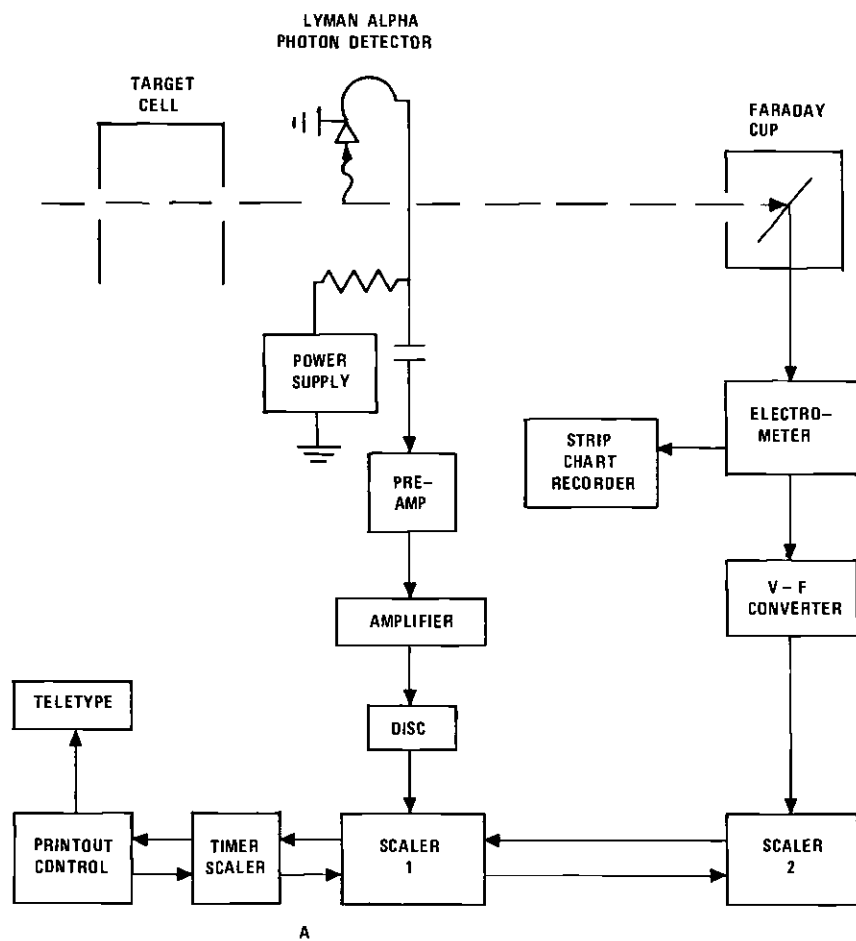 LYMAN ALPHA
PHOTON DETECTOR
TARGET
CELL
FARADAY
CUP
POWER
SUPPLY
ELECTRO-
METER
STRIP
CHART
RECORDER
PRE-
AMP
V-F
CONVERTER
AMPLIFIER
TELETYPE
DISC
PRINTOUT
CONTROL
TIMER
SCALER
SCALER
1
SCALER
2
A